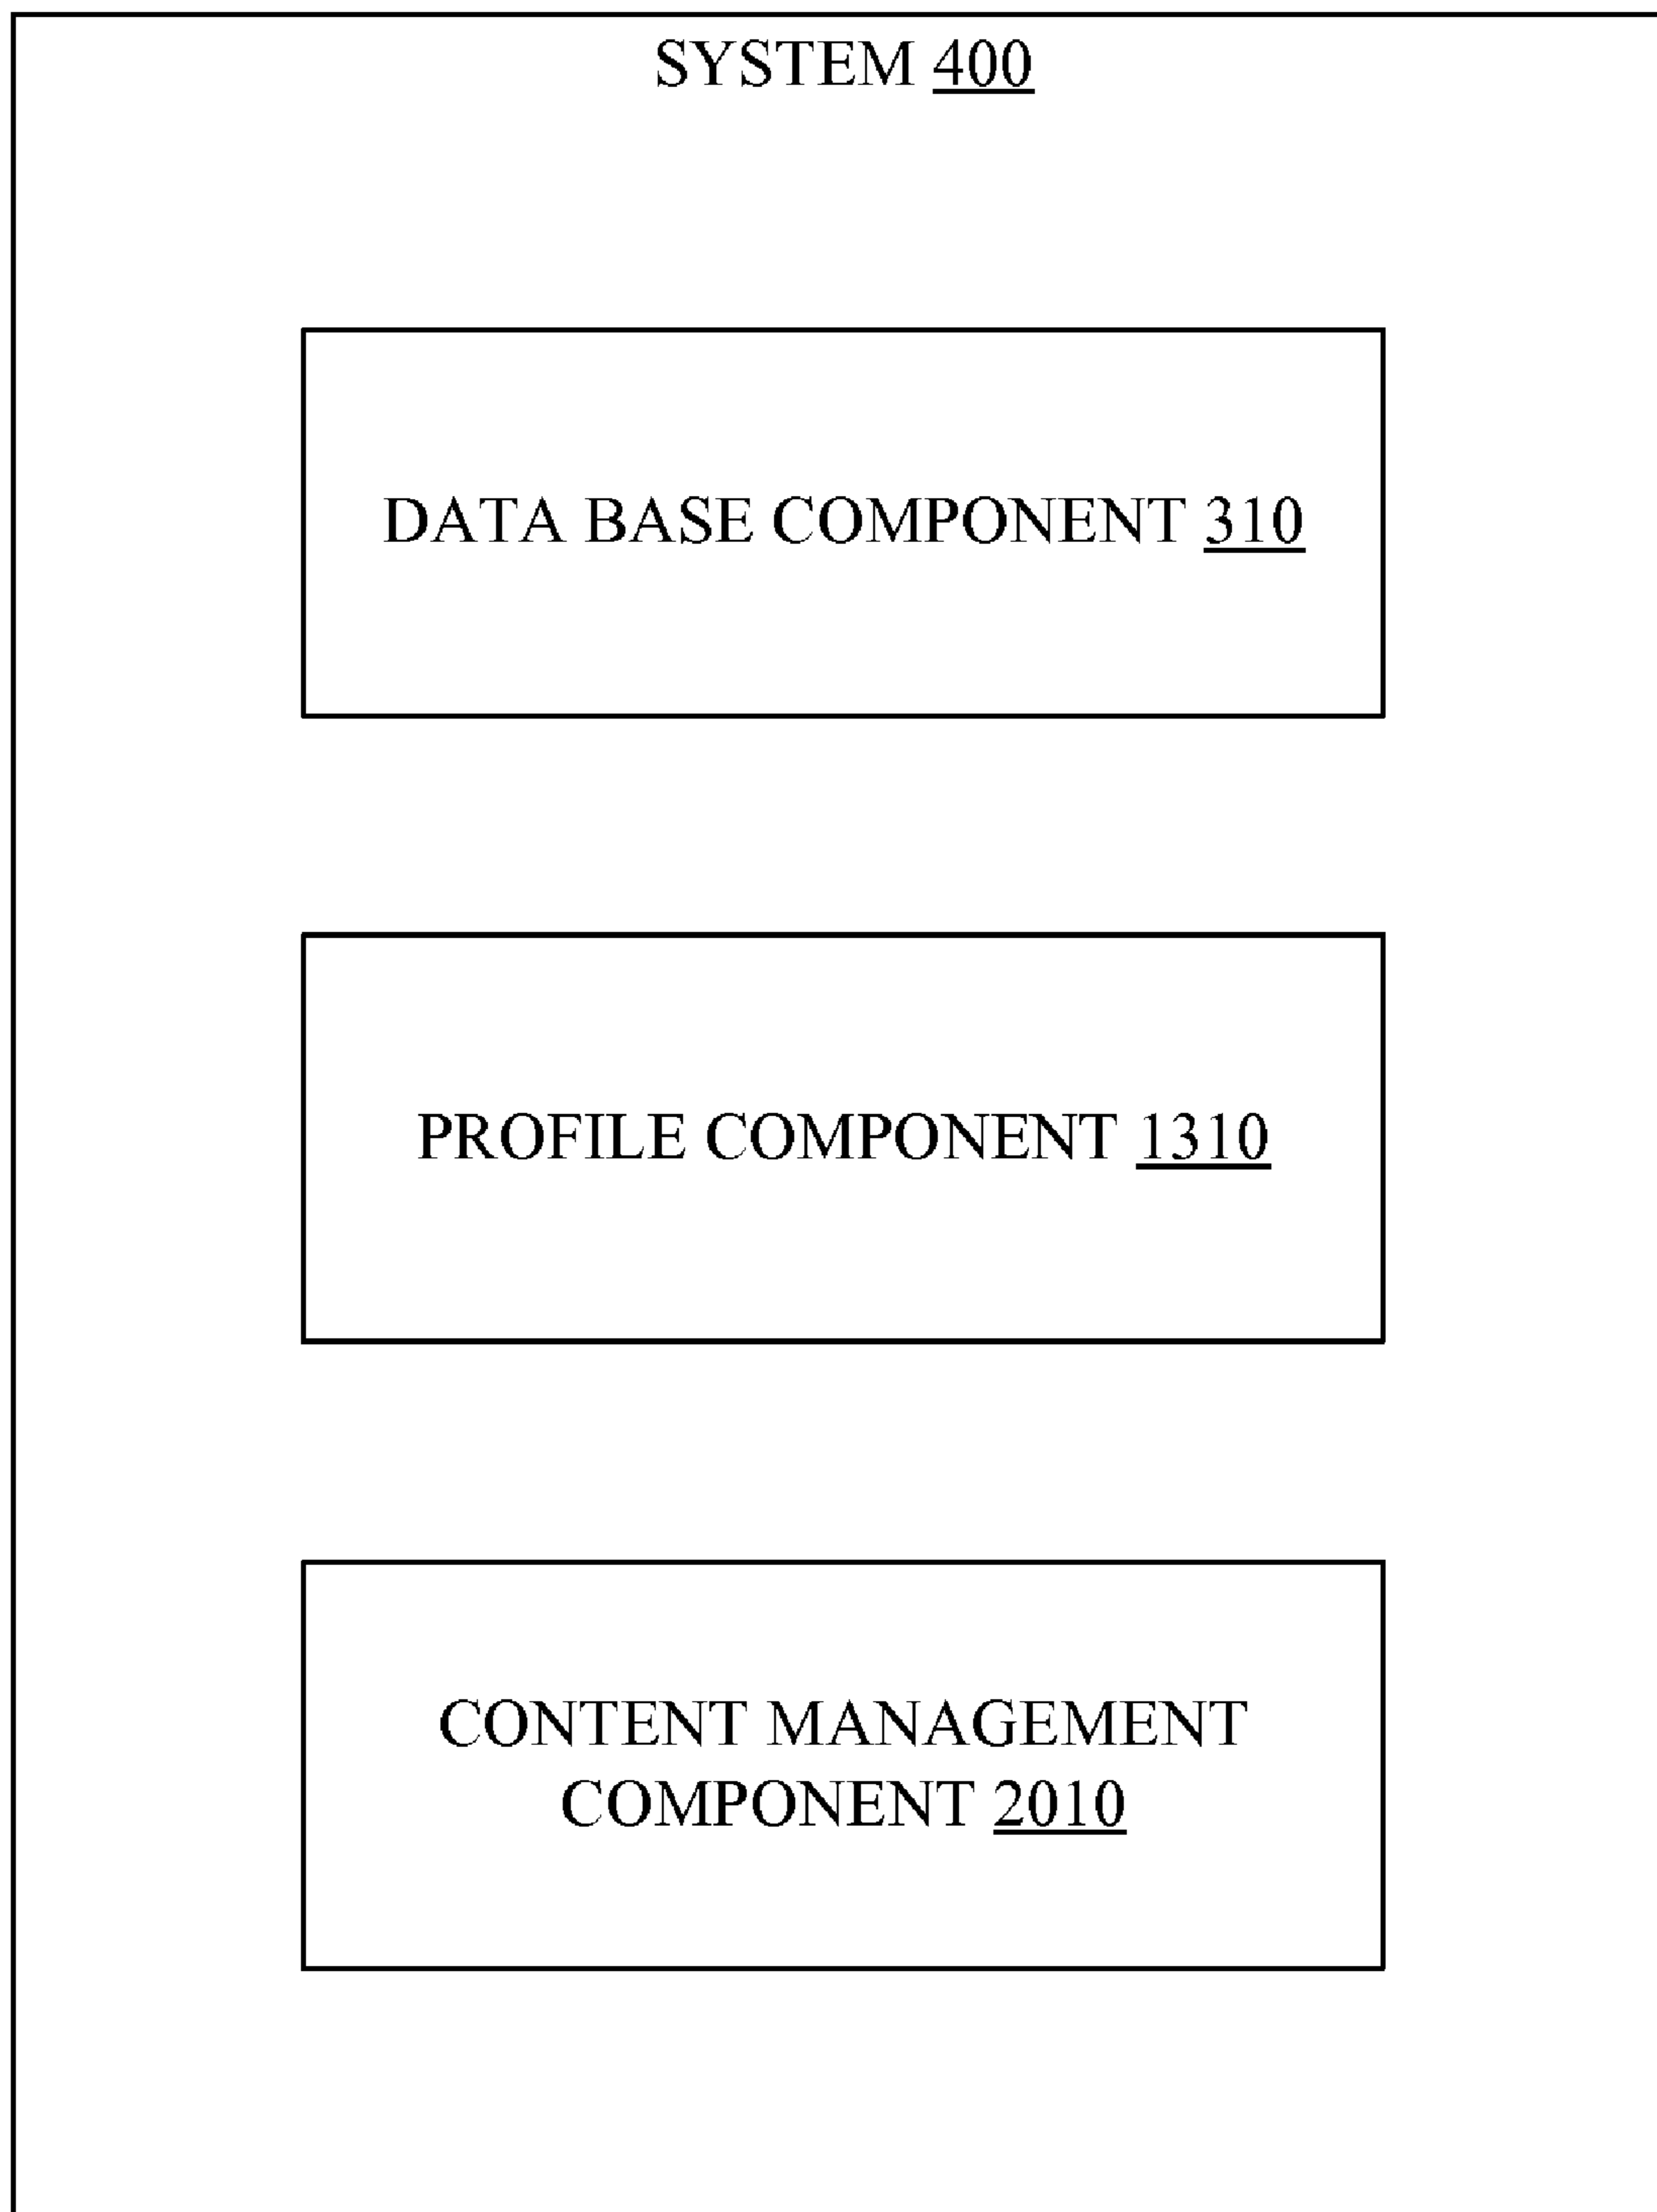 SYSTEM 400
DATA BASE COMPONENT 310
PROFILE COMPONENT 1310
CONTENT MANAGEMENT
COMPONENT 2010